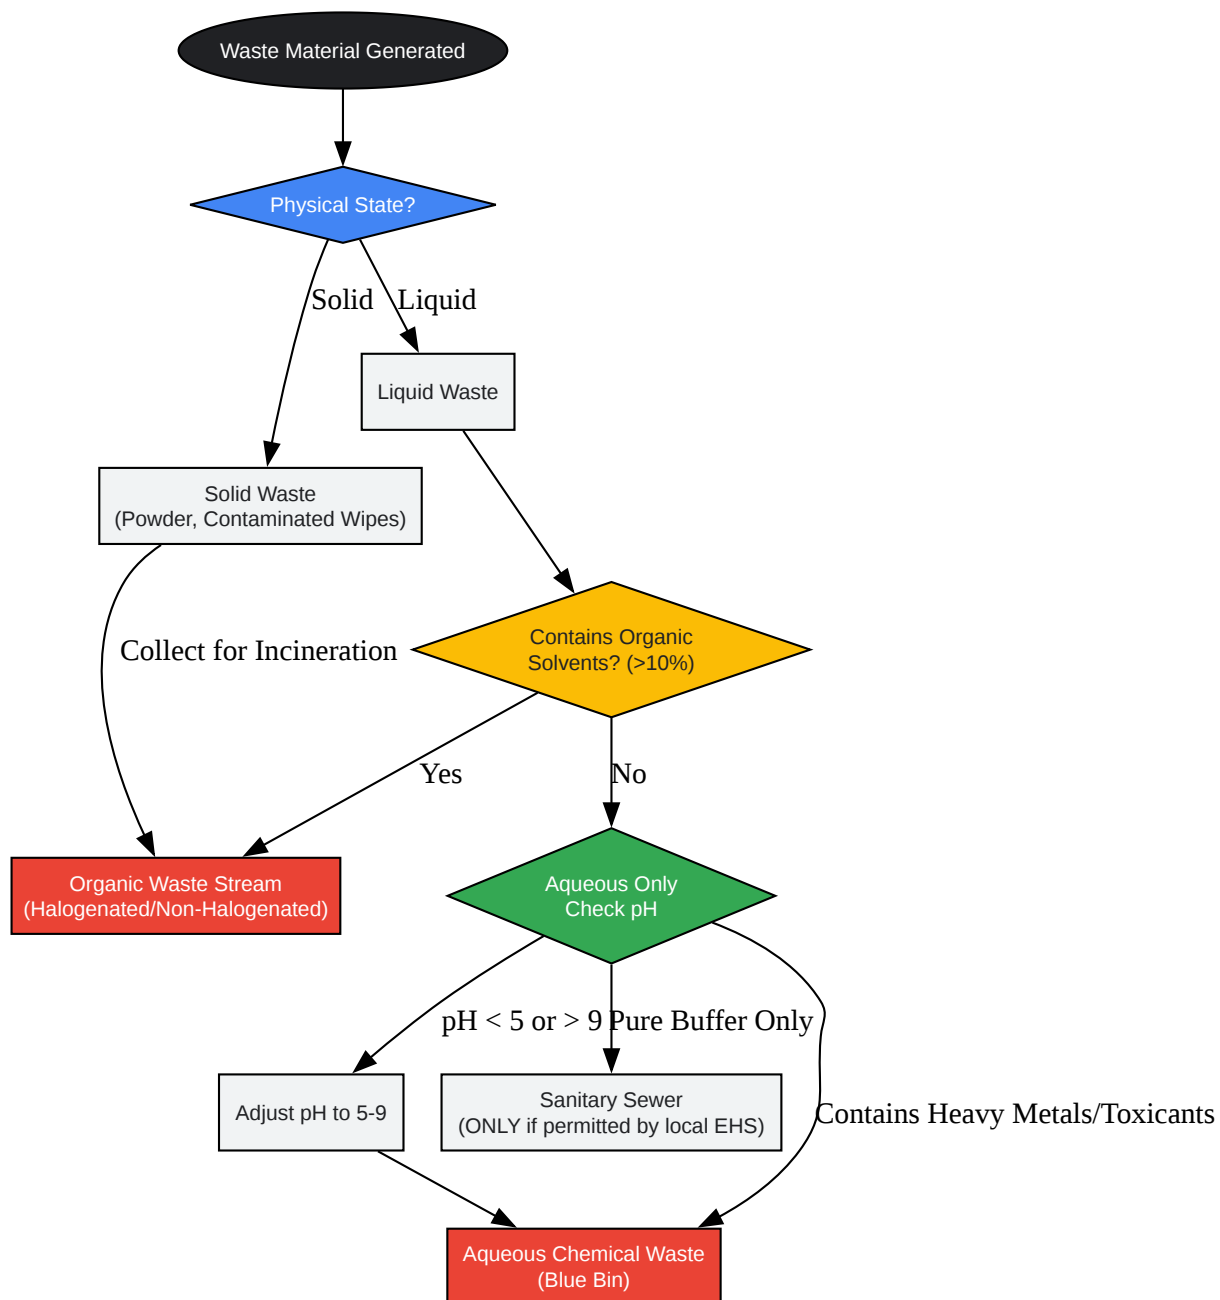 Waste Material Generated
Physical State?
Solid
Liquid
Liquid Waste
Solid Waste
(Powder, Contaminated Wipes)
Contains Organic
Solvents? (>10%)
Collect for Incineration
Yes
No
Organic Waste Stream
(Halogenated/Non-Halogenated)
Aqueous Only
Check pH
pH < 5 or > 9
Pure Buffer Only
Adjust pH to 5-9
Sanitary Sewer
(ONLY if permitted by local EHS)
Contains Heavy Metals/Toxicants
Aqueous Chemical Waste
(Blue Bin)